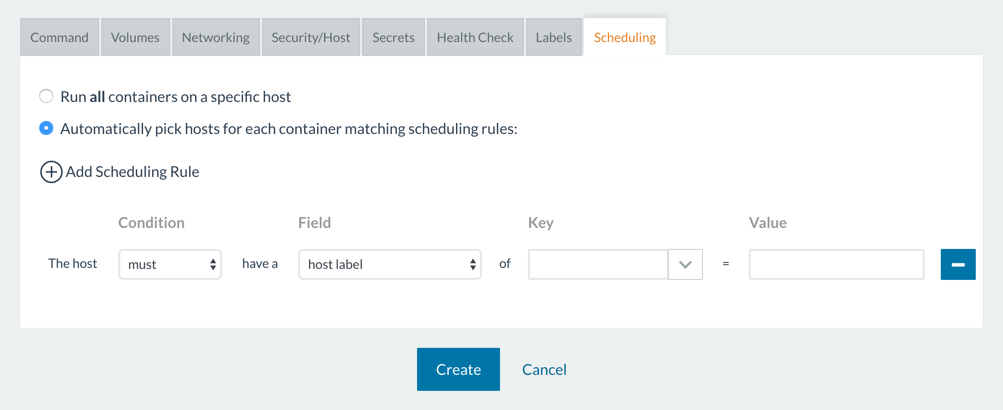 Command Volumes Networking Security/Host Secrets Health Check Labels Scheduling
Run all containers on a specific host
Automatically pick hosts for each container matching scheduling rules:
Add Scheduling Rule
Condition Field Key Value
The host must have a host label of =
Create Cancel